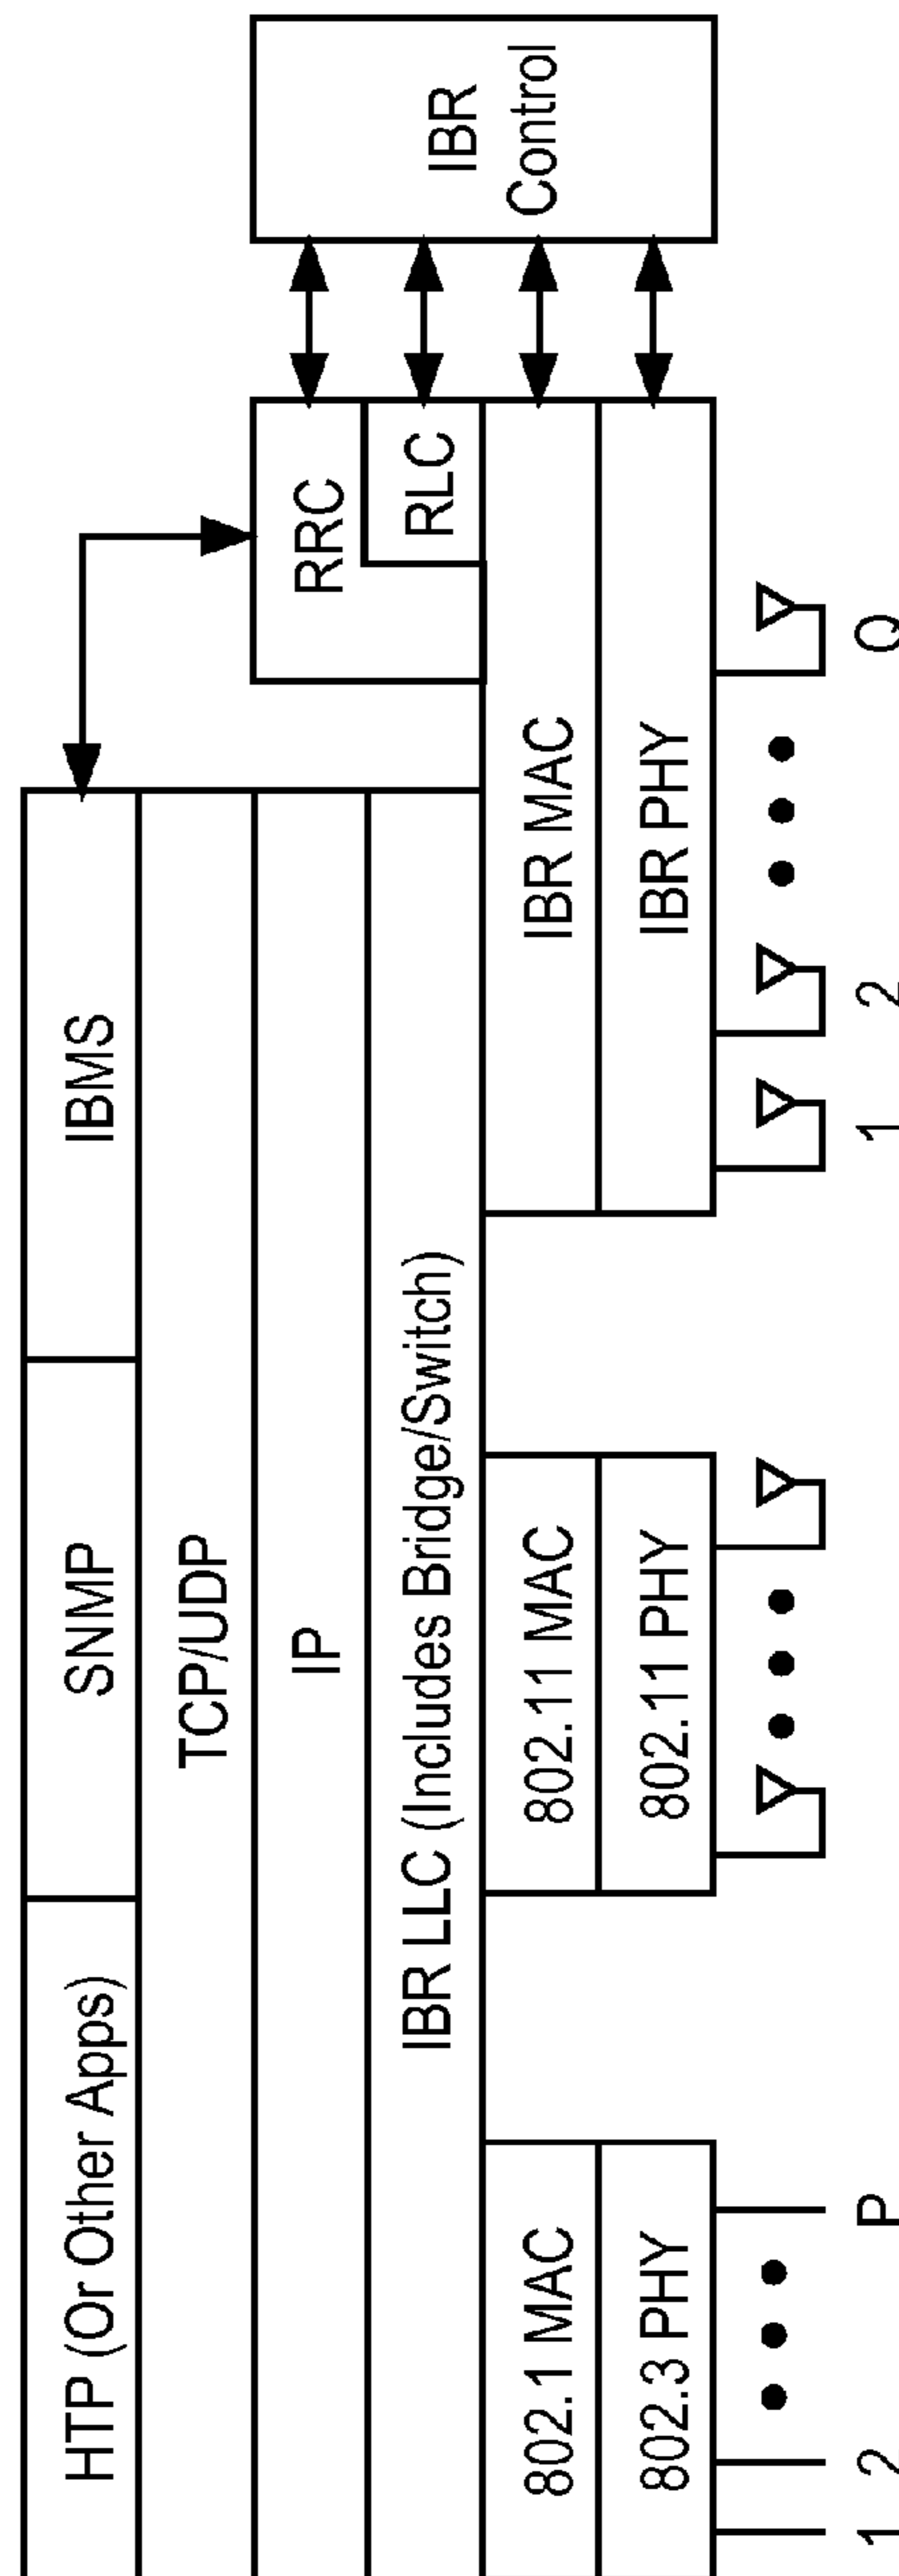 HTP (Or Other Apps)
SNMP
IBMS
TCP/UDP
IP
IBR LLC (Includes Bridge/Switch)
RRC
RLC
IBR
Control
802.1 MAC
802.11 MAC
IBR MAC
802.3 PHY
802.11 PHY
IBR PHY
1 2 P
1 2 Q